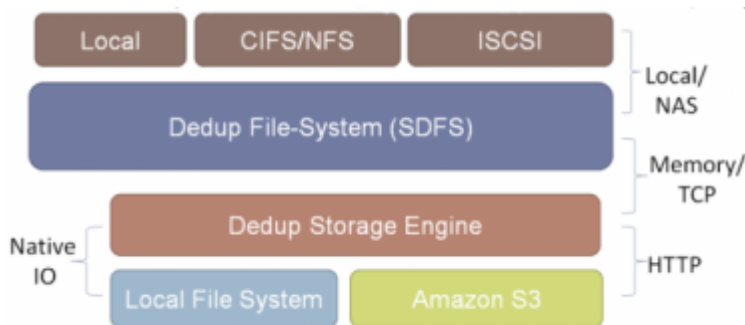 Local
CIFS/NFS
ISCSI
Local/
NAS
Dedup File-System (SDFS)
Memory/
TCP
Dedup Storage Engine
Native
IO
HTTP
Local File System
Amazon S3